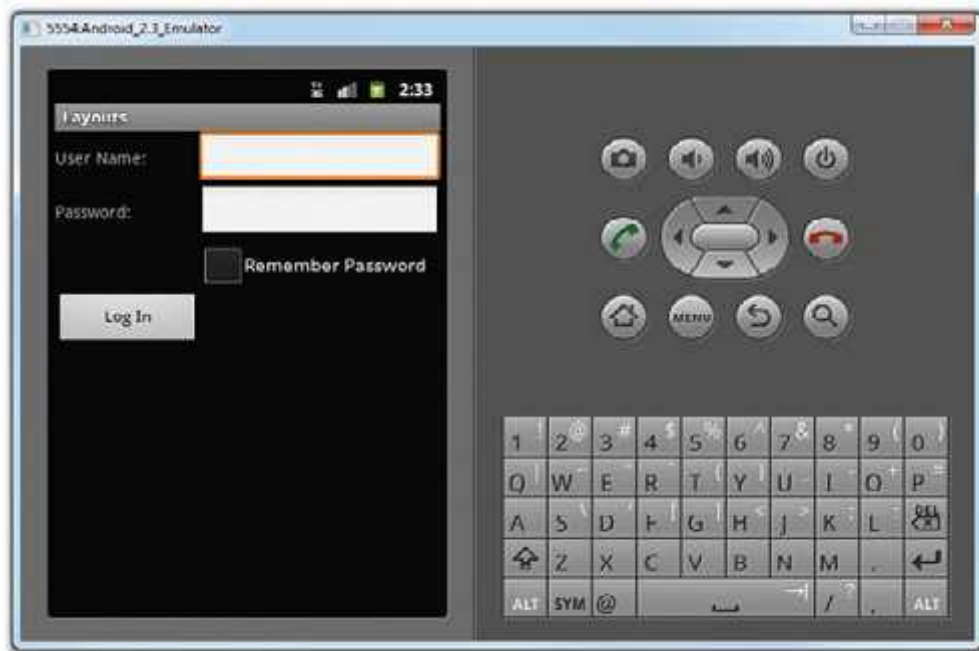 5554:Android_2.3_Emulator
2:33
Layouts
User Name:
Password:
Remember Password
Log In
MENU
1 ! 2 @ 3 # 4 $ 5 % 6 ^ 7 & 8 * 9 ( 0 )
Q | W ~ E " R ` T { Y } U _ I - O + P =
A S \ D ' F [ G ] H < J > K ; L : DEL
Z X C V B N M .
ALT SYM @ →| / ? , ALT